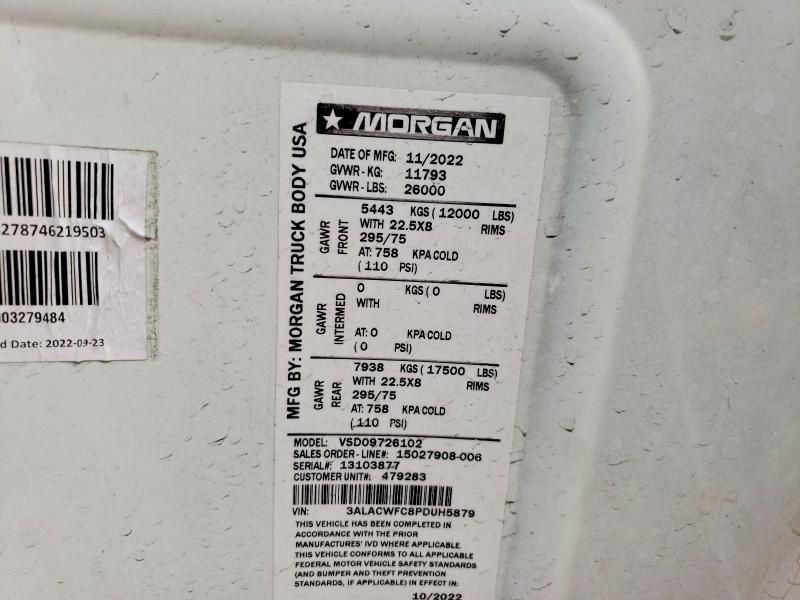 278746219503
03279484
d Date: 2022-09-23
MFG BY: MORGAN TRUCK BODY USA
MORGAN
DATE OF MFG: 11/2022
GVWR - KG: 11793
GVWR - LBS: 26000
GAWR FRONT
5443 KGS ( 12000 LBS)
WITH 22.5X8 RIMS
295/75
AT: 758 KPA COLD
( 110 PSI)
GAWR INTERMED
0 KGS ( 0 LBS)
WITH RIMS
AT: 0 KPA COLD
( 0 PSI)
GAWR REAR
7938 KGS ( 17500 LBS)
WITH 22.5X8 RIMS
295/75
AT: 758 KPA COLD
( 110 PSI)
MODEL: VSD09726102
SALES ORDER - LINE#: 15027908-006
SERIAL#: 13103877
CUSTOMER UNIT#: 479283
VIN: 3ALACWFC8PDUH5879
THIS VEHICLE HAS BEEN COMPLETED IN
ACCORDANCE WITH THE PRIOR
MANUFACTURES' IVD WHERE APPLICABLE.
THIS VEHICLE CONFORMS TO ALL APPLICABLE
FEDERAL MOTOR VEHICLE SAFETY STANDARDS
(AND BUMPER AND THEFT PREVENTION
STANDARDS, IF APPLICABLE) IN EFFECT IN:
10/2022